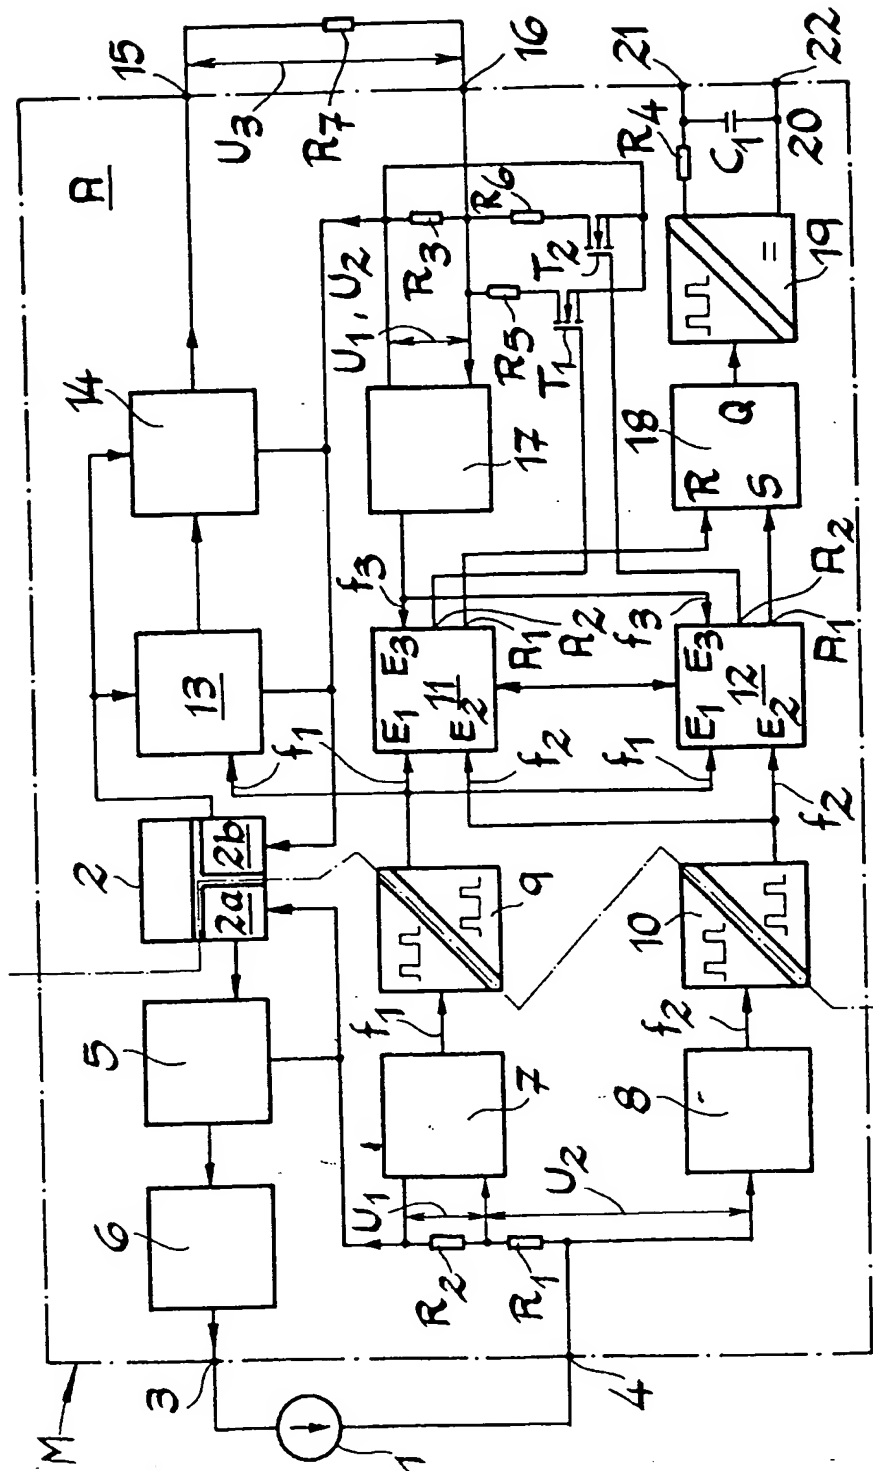 M
A
1
2
2a
2b
3
4
5
6
7
8
9
10
11
12
13
14
15
16
17
18
19
20
21
22
U1
U2
U1, U2
U3
R1
R2
R3
R4
R5
R6
R7
T1
T2
C1
f1
f2
f1
f1
f2
f2
f3
f3
E1
E2
E3
E1
E2
E3
A1
A2
A2
A1
R
S
Q
=